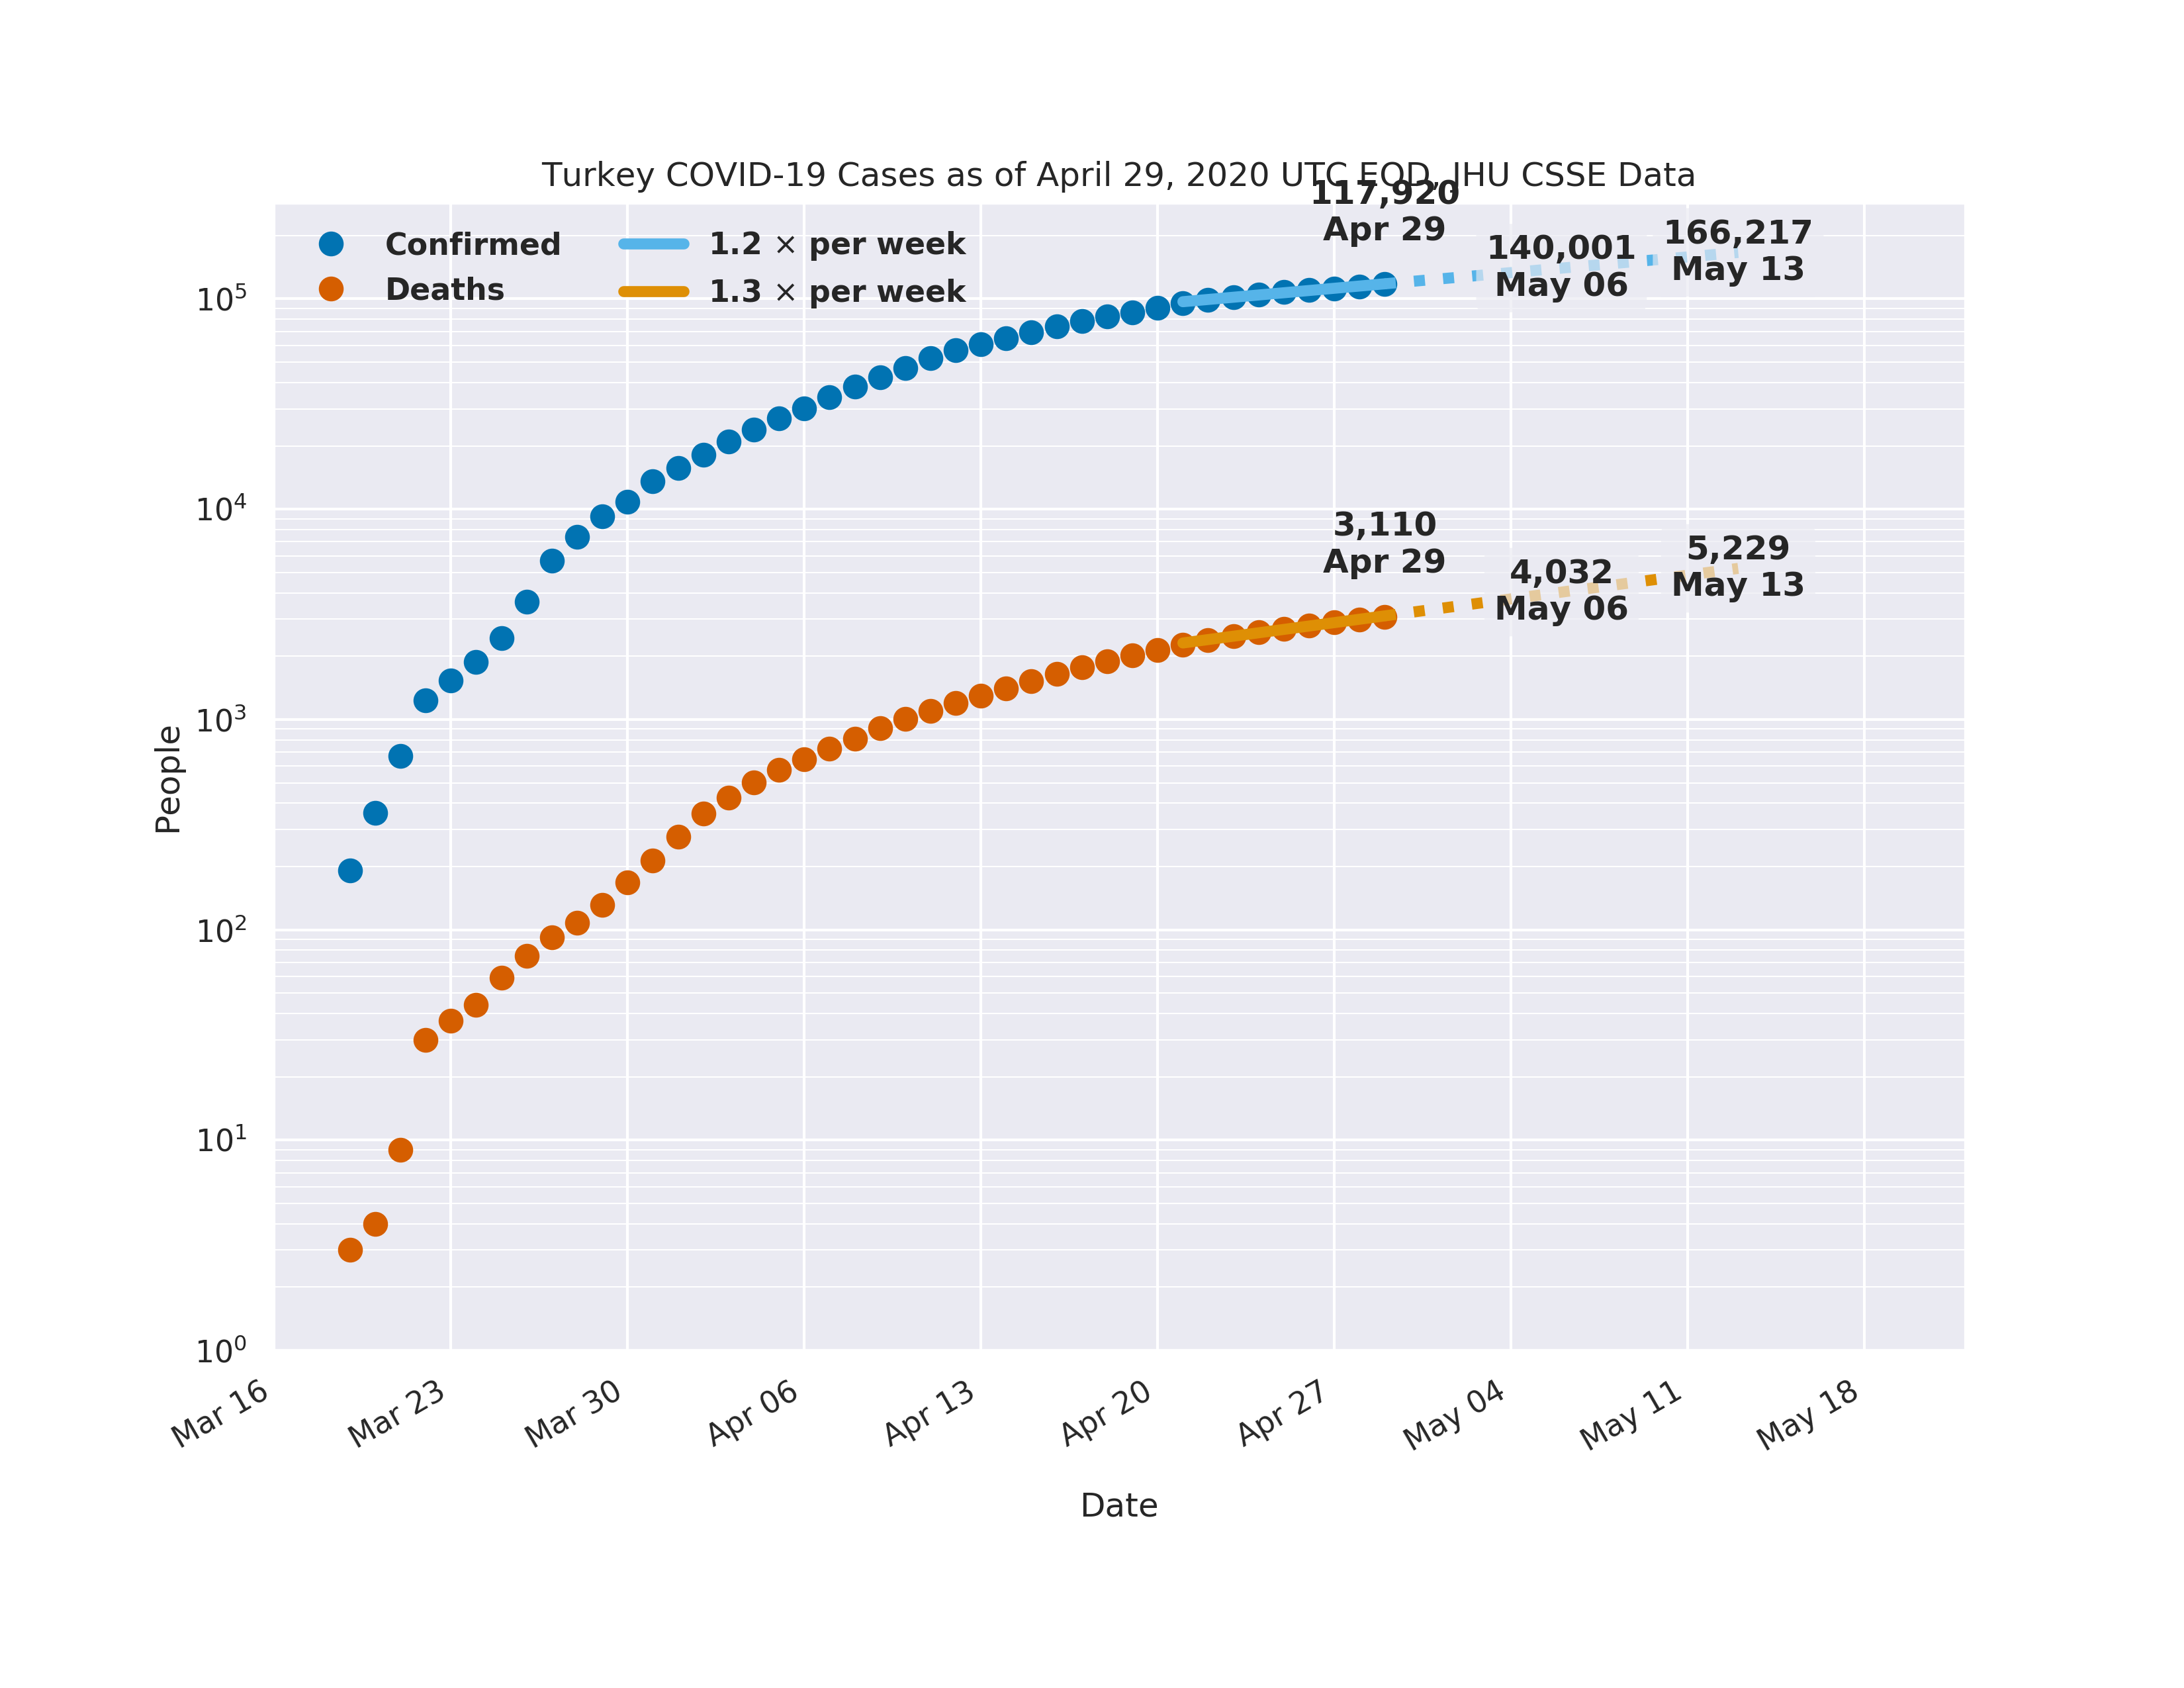 Turkey COVID-19 Cases as of April 29, 2020 UTC EOD, JHU CSSE Data
Confirmed
Deaths
1.2 × per week
1.3 × per week
117,920
Apr 29
140,001
May 06
166,217
May 13
3,110
Apr 29
4,032
May 06
5,229
May 13
People
10⁵
10⁴
10³
10²
10¹
10⁰
Mar 16
Mar 23
Mar 30
Apr 06
Apr 13
Apr 20
Apr 27
May 04
May 11
May 18
Date